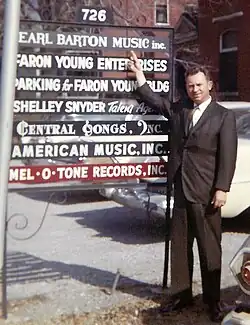 726
EARL BARTON MUSIC inc.
FARON YOUNG ENTERPRISES
PARKING for FARON YOUNG BLDG
SHELLEY SNYDER Talent Agency
CENTRAL SONGS, INC.
AMERICAN MUSIC, INC.
MEL-O-TONE RECORDS, INC.